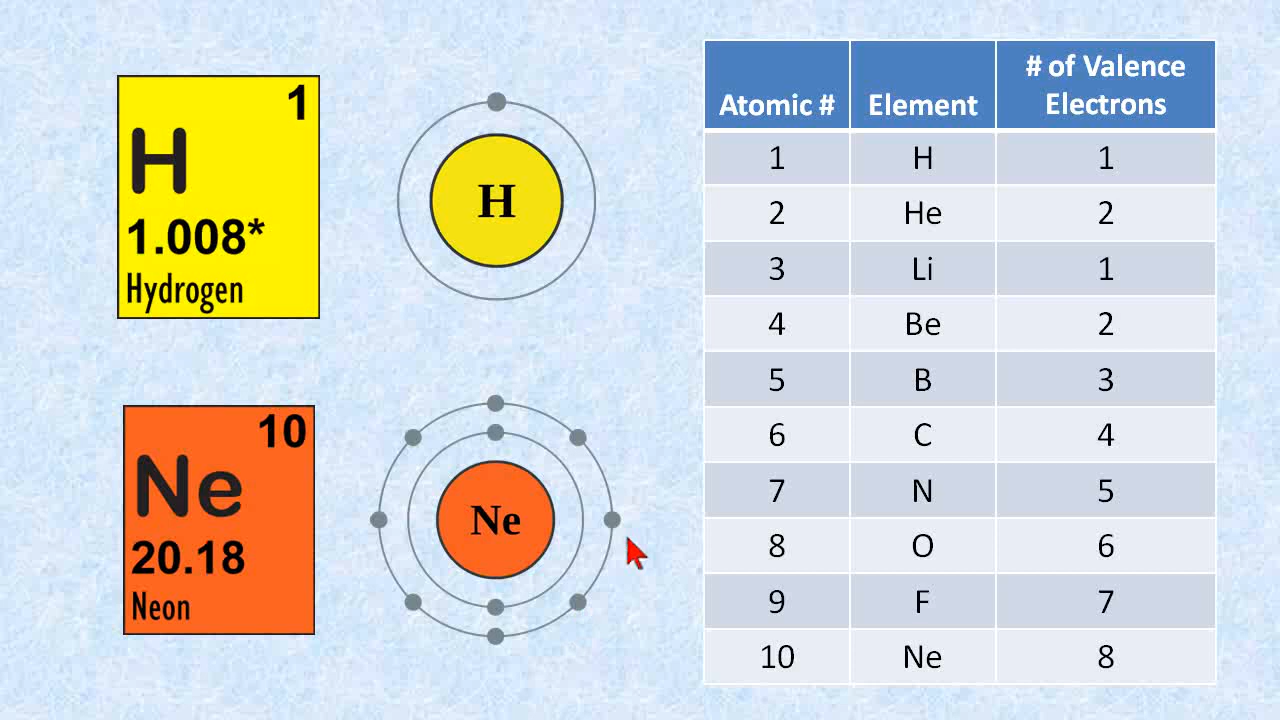 1
H
1.008*
Hydrogen
H
10
Ne
20.18
Neon
Ne
Atomic # Element # of Valence
Electrons
1 H 1
2 He 2
3 Li 1
4 Be 2
5 B 3
6 C 4
7 N 5
8 O 6
9 F 7
10 Ne 8